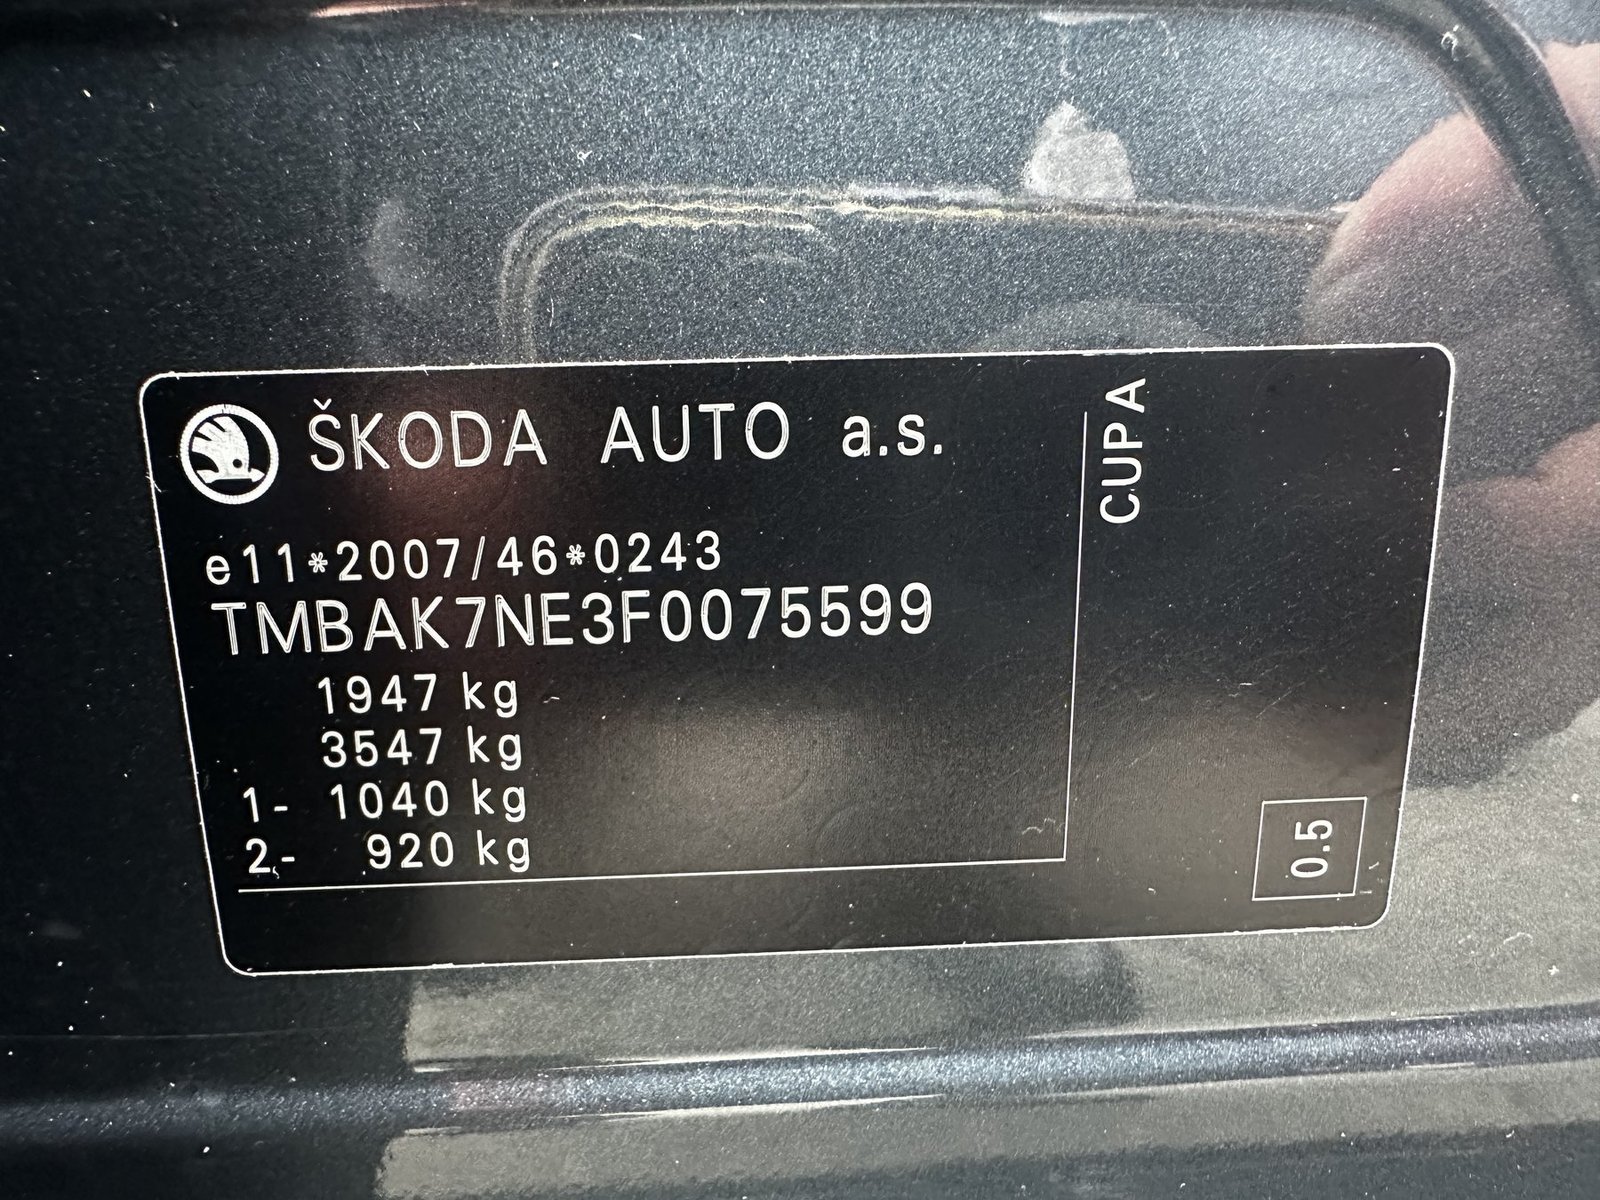 ŠKODA AUTO a.s.
e11*2007/46*0243
TMBAK7NE3F0075599
1947 kg
3547 kg
1- 1040 kg
2- 920 kg
CUPA
0.5